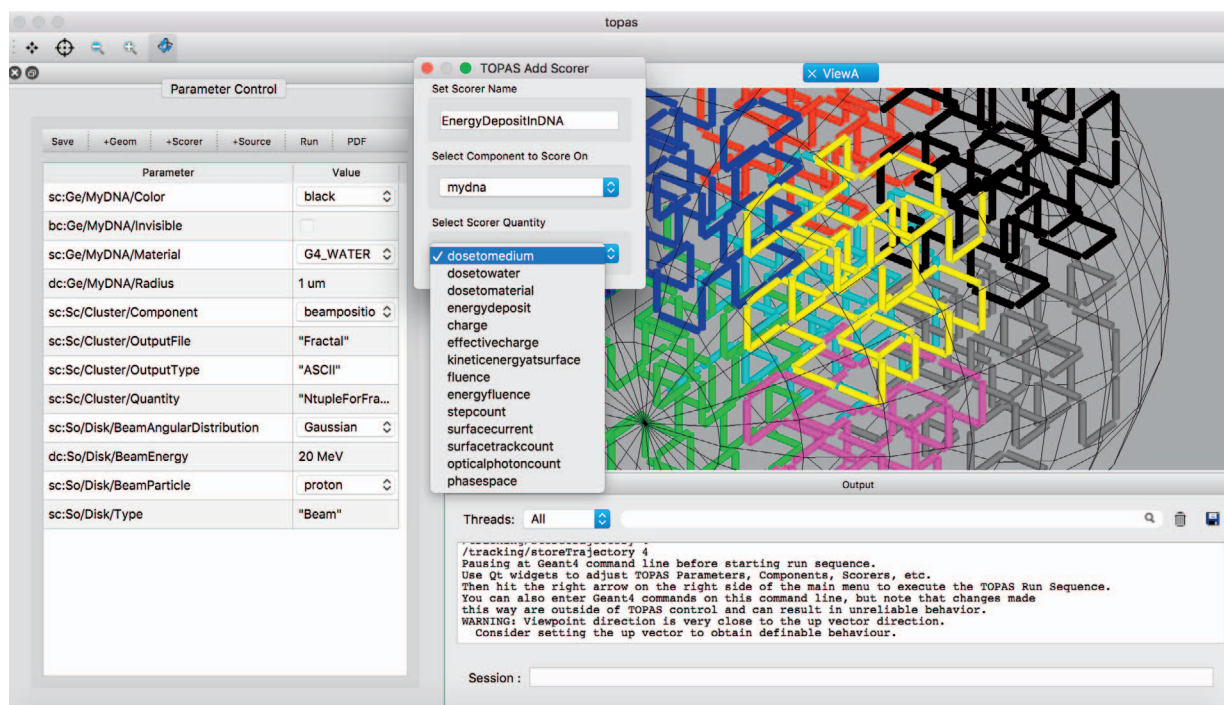 topas
Parameter Control
Save +Geom +Scorer +Source Run PDF
Parameter Value
sc:Ge/MyDNA/Color black
bc:Ge/MyDNA/Invisible
sc:Ge/MyDNA/Material G4_WATER
dc:Ge/MyDNA/Radius 1 um
sc:Sc/Cluster/Component beampositio
sc:Sc/Cluster/OutputFile "Fractal"
sc:Sc/Cluster/OutputType "ASCII"
sc:Sc/Cluster/Quantity "NtupleForFra...
sc:So/Disk/BeamAngularDistribution Gaussian
dc:So/Disk/BeamEnergy 20 MeV
sc:So/Disk/BeamParticle proton
sc:So/Disk/Type "Beam"
TOPAS Add Scorer
Set Scorer Name
EnergyDepositInDNA
Select Component to Score On
mydna
Select Scorer Quantity
✓ dosetomedium
dosetowater
dosetomaterial
energydeposit
charge
effectivecharge
kineticenergyatsurface
fluence
energyfluence
stepcount
surfacecurrent
surfacetrackcount
opticalphotoncount
phasespace
× ViewA
Output
Threads: All
/tracking/storeTrajectory 4
Pausing at Geant4 command line before starting run sequence.
Use Qt widgets to adjust TOPAS Parameters, Components, Scorers, etc.
Then hit the right arrow on the right side of the main menu to execute the TOPAS Run Sequence.
You can also enter Geant4 commands on this command line, but note that changes made
this way are outside of TOPAS control and can result in unreliable behavior.
WARNING: Viewpoint direction is very close to the up vector direction.
Consider setting the up vector to obtain definable behaviour.
Session :